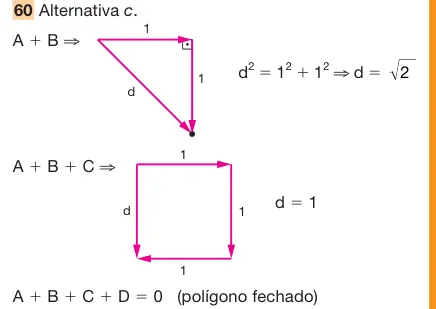 60 Alternativa c.
A + B ⇒
1
1
d
d² = 1² + 1² ⇒ d = √2
A + B + C ⇒
1
d
1
1
d = 1
A + B + C + D = 0 (polígono fechado)